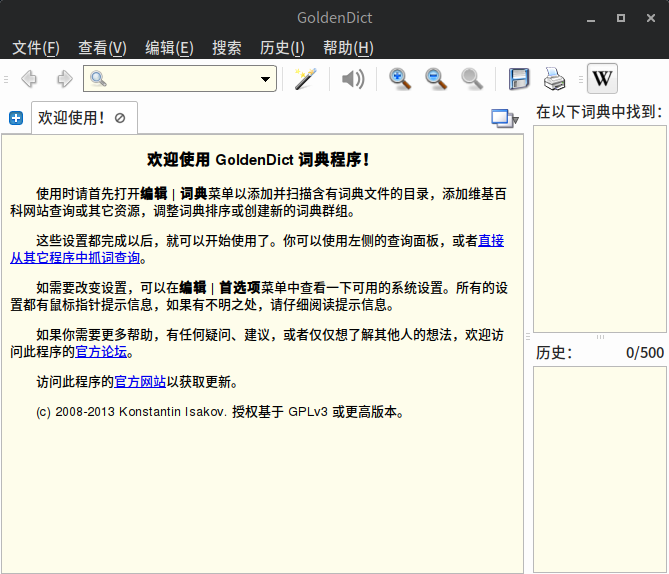 GoldenDict
文件(F) 查看(V) 编辑(E) 搜索 历史(I) 帮助(H)
W
欢迎使用！
在以下词典中找到：
欢迎使用 GoldenDict 词典程序！
使用时请首先打开编辑 | 词典菜单以添加并扫描含有词典文件的目录，添加维基百
科网站查询或其它资源，调整词典排序或创建新的词典群组。
这些设置都完成以后，就可以开始使用了。你可以使用左侧的查询面板，或者直接
从其它程序中抓词查询。
如需要改变设置，可以在编辑 | 首选项菜单中查看一下可用的系统设置。所有的设
置都有鼠标指针提示信息，如果有不明之处，请仔细阅读提示信息。
如果你需要更多帮助，有任何疑问、建议，或者仅仅想了解其他人的想法，欢迎访
问此程序的官方论坛。
访问此程序的官方网站以获取更新。
(c) 2008-2013 Konstantin Isakov. 授权基于 GPLv3 或更高版本。
历史： 0/500